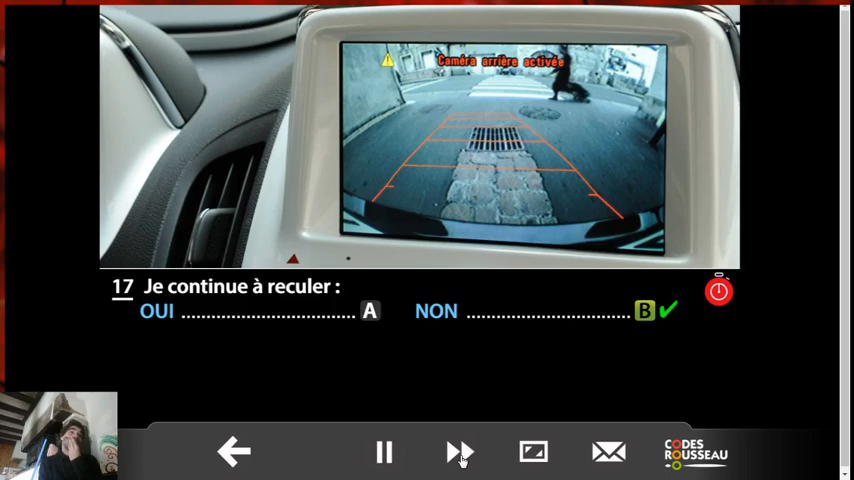 Caméra arrière activée
17 Je continue à reculer :
OUI .................................... A NON .................................... B
CODES
ROUSSEAU